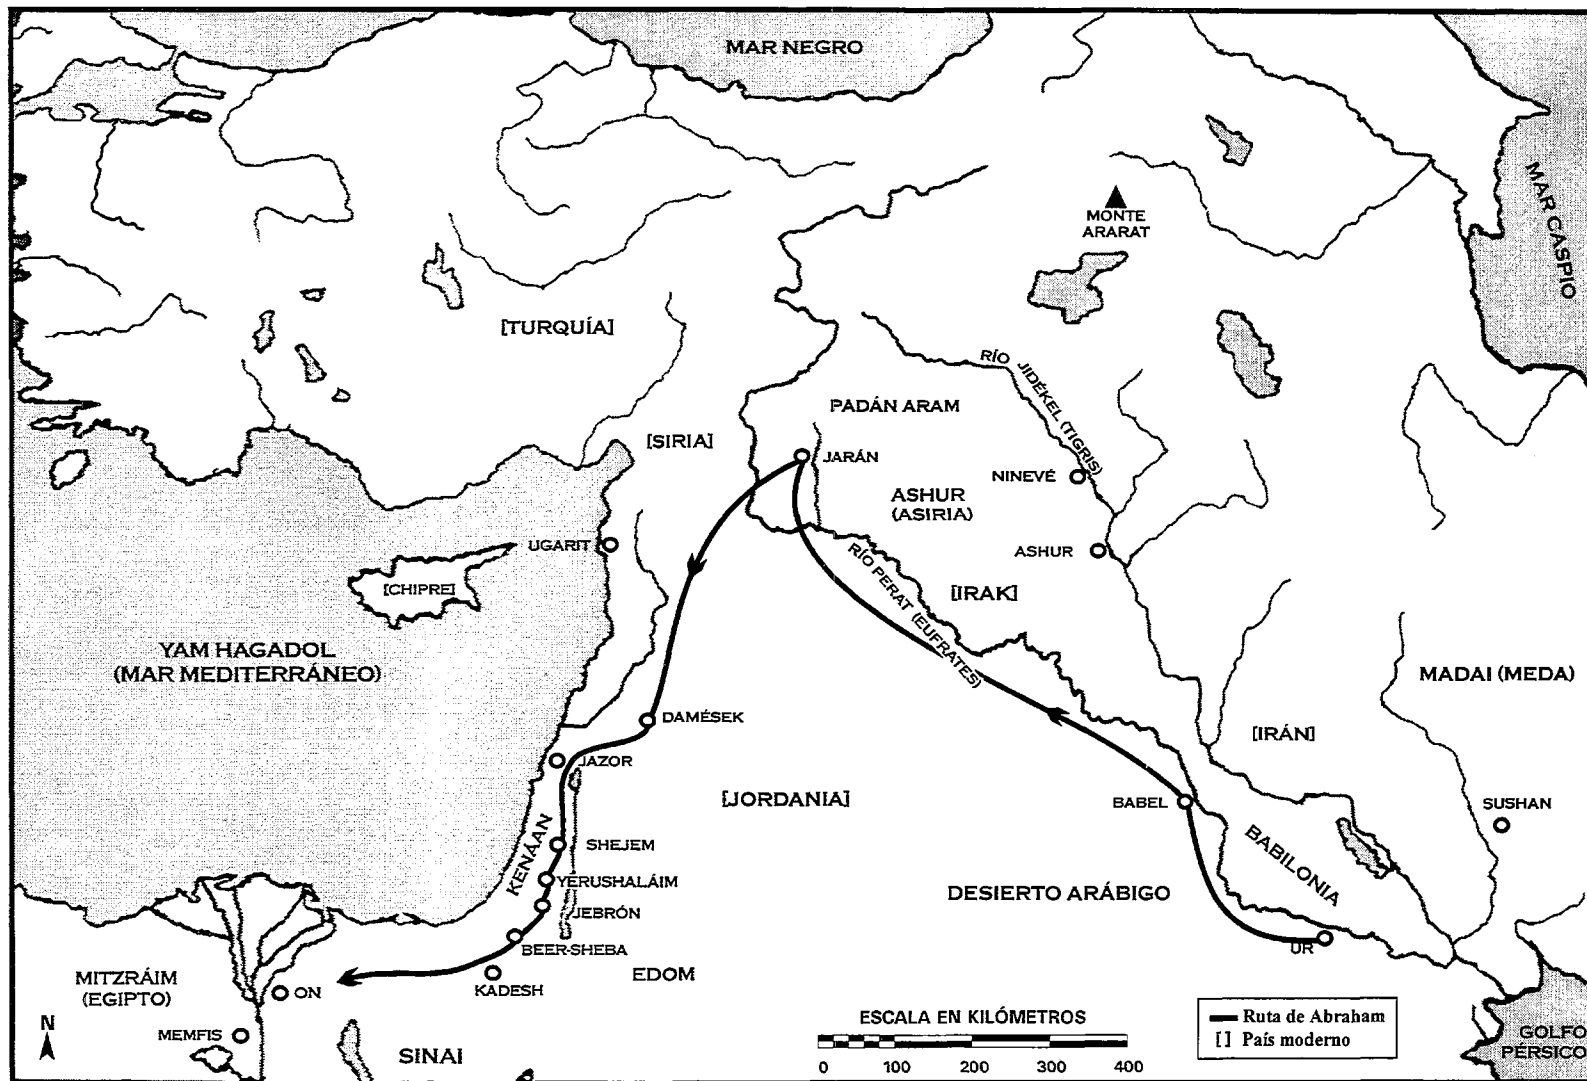 MAR NEGRO
MAR CASPIO
MONTE
ARARAT
[TURQUÍA]
RÍO JIDÉKEL (TIGRIS)
PADÁN ARAM
[SIRIA]
JARÁN
NINEVÉ
ASHUR
(ASIRIA)
UGARIT
ASHUR
[CHIPRE]
RÍO PERAT (EUFRATES)
[IRAK]
YAM HAGADOL
(MAR MEDITERRÁNEO)
MADAI (MEDA)
DAMÉSEK
[IRÁN]
JAZOR
[JORDANIA]
BABEL
SUSHAN
KENÁAN
SHEJEM
BABILONIA
YERUSHALÁIM
DESIERTO ARÁBIGO
JEBRÓN
BEER-SHEBA
UR
MITZRÁIM
(EGIPTO)
EDOM
KADESH
ON
N
MEMFIS
SINAI
ESCALA EN KILÓMETROS
0 100 200 300 400
Ruta de Abraham
[ ] País moderno
GOLFO
PÉRSICO